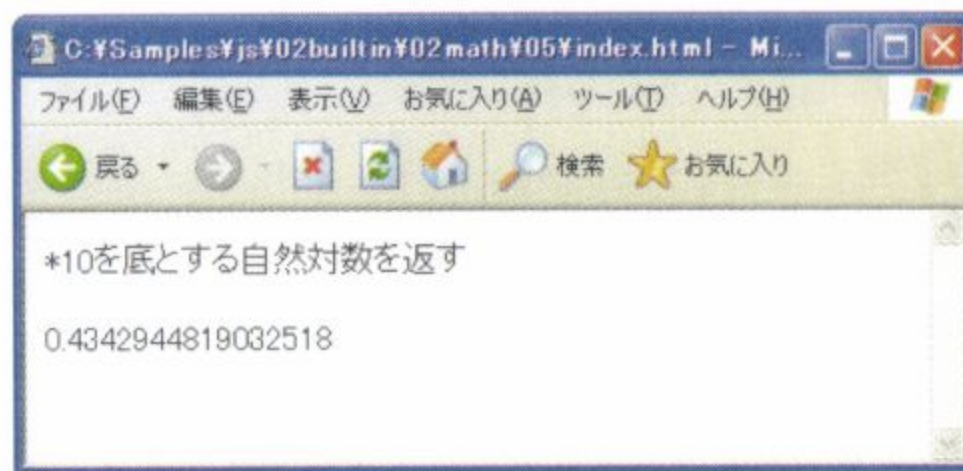 C:¥Samples¥js¥02builtin¥02math¥05¥index.html - Mi...
ファイル(F) 編集(E) 表示(V) お気に入り(A) ツール(T) ヘルプ(H)
戻る 検索 お気に入り
*10を底とする自然対数を返す
0.4342944819032518